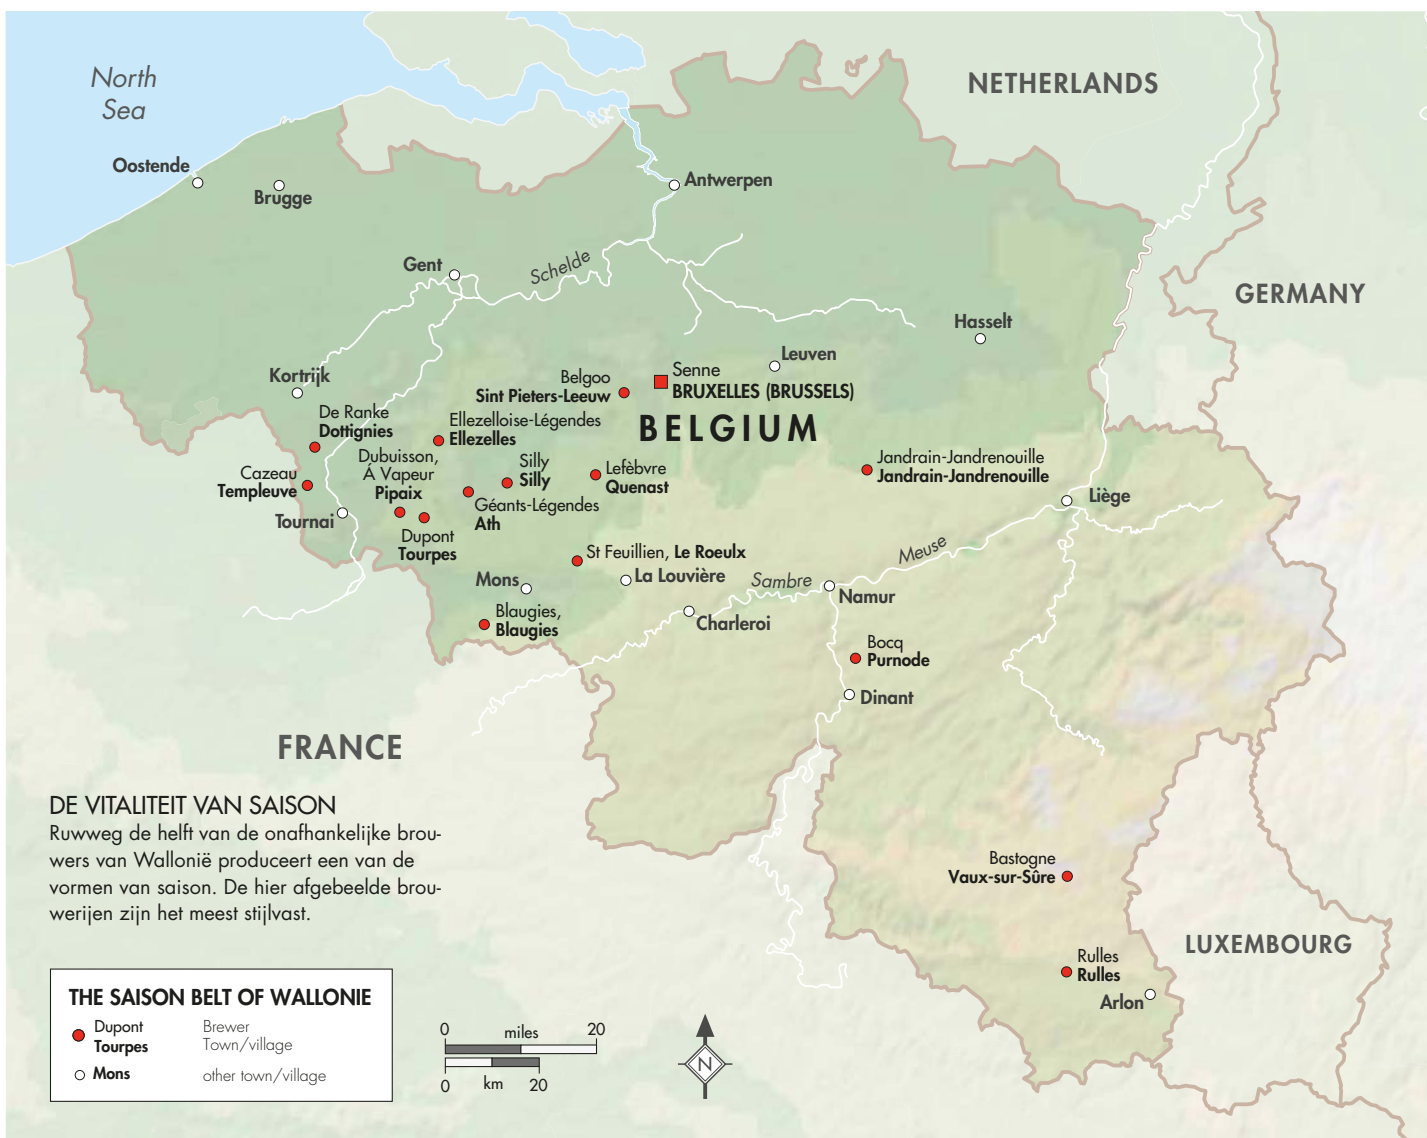 North
Sea
NETHERLANDS
Oostende
Brugge
Antwerpen
Gent
Schelde
GERMANY
Hasselt
Leuven
Kortrijk
Belgoo
Sint Pieters-Leeuw
Senne
BRUXELLES (BRUSSELS)
BELGIUM
De Ranke
Dottignies
Ellezelloise-Légendes
Ellezelles
Dubuisson,
Á Vapeur
Pipaix
Silly
Silly
Lefèbvre
Quenast
Jandrain-Jandrenouille
Jandrain-Jandrenouille
Cazeau
Templeuve
Géants-Légendes
Ath
Liège
Tournai
Dupont
Tourpes
St Feuillien, Le Roeulx
Meuse
Mons
La Louvière
Sambre
Namur
Blaugies,
Blaugies
Charleroi
Bocq
Purnode
Dinant
FRANCE
DE VITALITEIT VAN SAISON
Ruwweg de helft van de onafhankelijke brou-
wers van Wallonië produceert een van de
vormen van saison. De hier afgebeelde brou-
werijen zijn het meest stijlvast.
Bastogne
Vaux-sur-Sûre
LUXEMBOURG
Rulles
Rulles
Arlon
THE SAISON BELT OF WALLONIE
Dupont Brewer
Tourpes Town/village
Mons other town/village
0 miles 20
0 km 20
N